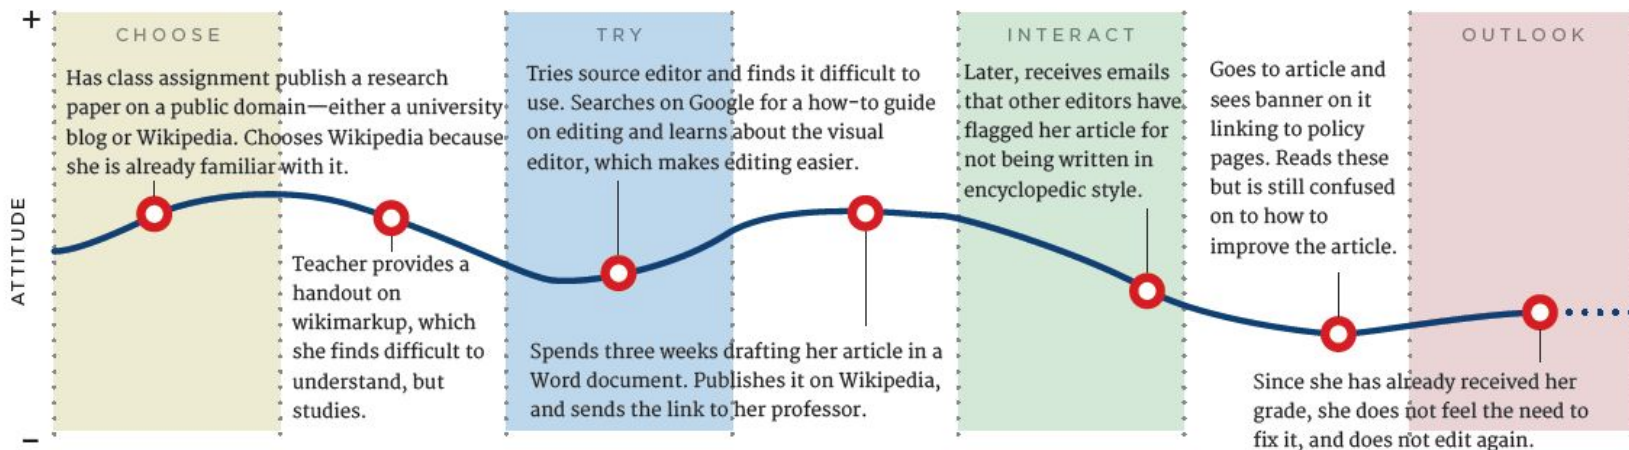 +
CHOOSE
TRY
INTERACT
OUTLOOK
Has class assignment publish a research
paper on a public domain—either a university
blog or Wikipedia. Chooses Wikipedia because
she is already familiar with it.
Teacher provides a
handout on
wikimarkup, which
she finds difficult to
understand, but
studies.
Tries source editor and finds it difficult to
use. Searches on Google for a how-to guide
on editing and learns about the visual
editor, which makes editing easier.
Spends three weeks drafting her article in a
Word document. Publishes it on Wikipedia,
and sends the link to her professor.
Later, receives emails
that other editors have
flagged her article for
not being written in
encyclopedic style.
Goes to article and
sees banner on it
linking to policy
pages. Reads these
but is still confused
on to how to
improve the article.
Since she has already received her
grade, she does not feel the need to
fix it, and does not edit again.
ATTITUDE
–